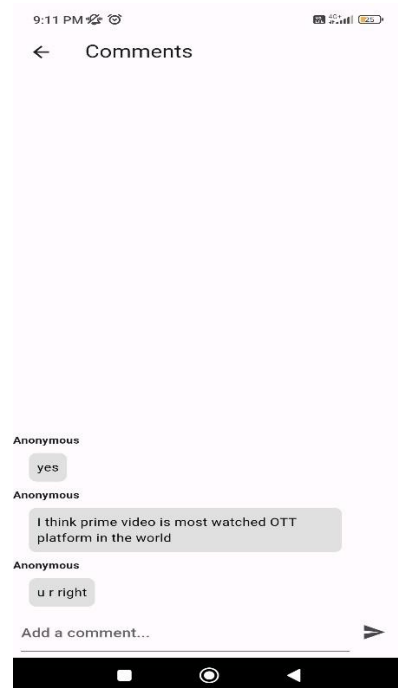 9:11 PM
25
Comments
Anonymous
yes
Anonymous
I think prime video is most watched OTT
platform in the world
Anonymous
u r right
Add a comment...